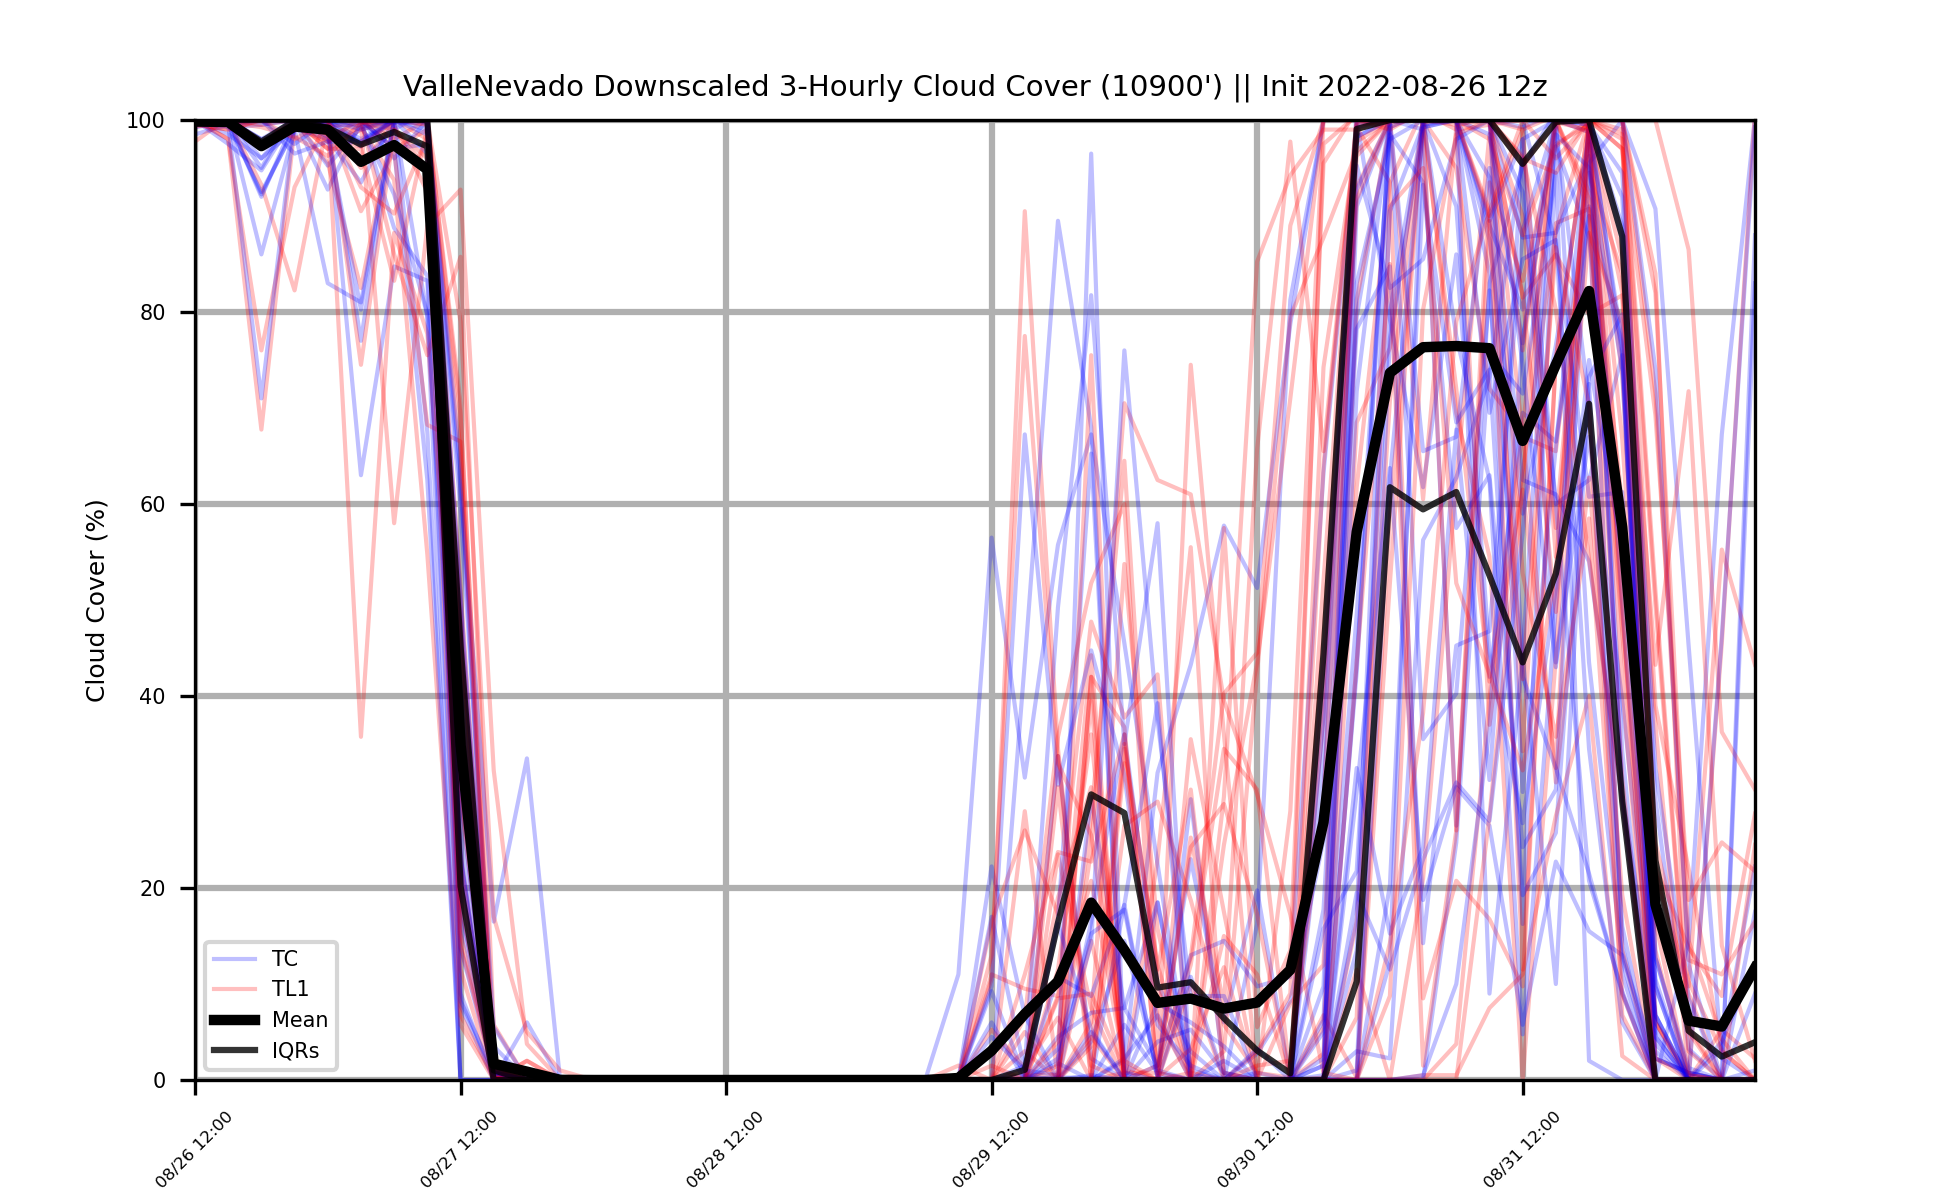 ValleNevado Downscaled 3-Hourly Cloud Cover (10900') || Init 2022-08-26 12z
Cloud Cover (%)
100
80
60
40
20
0
TC
TL1
Mean
IQRs
08/26 12:00
08/27 12:00
08/28 12:00
08/29 12:00
08/30 12:00
08/31 12:00